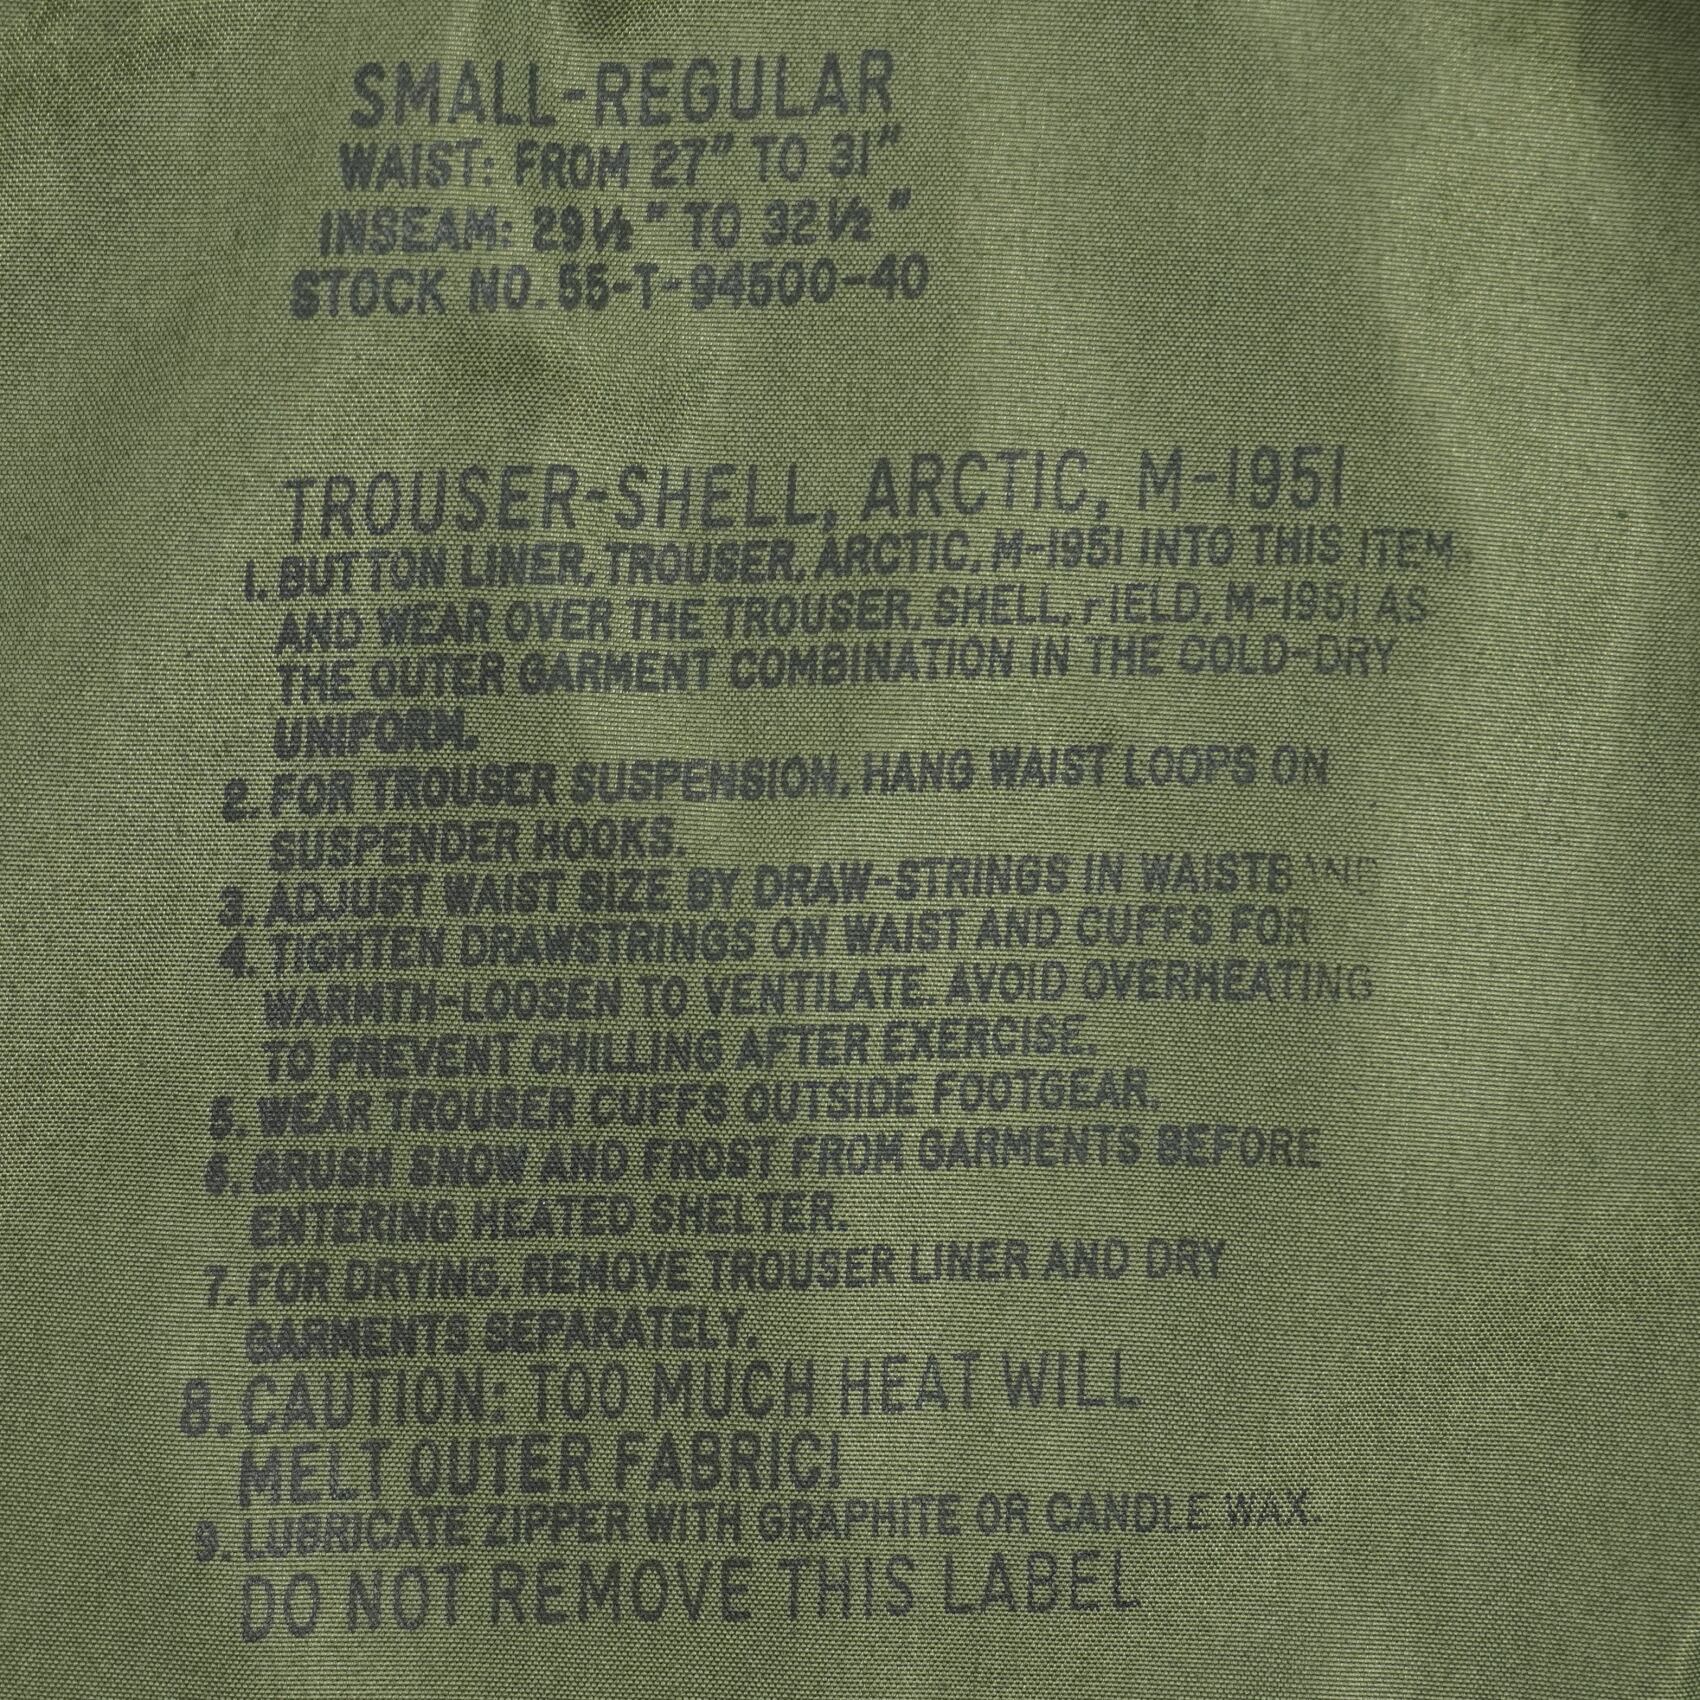 SMALL-REGULAR
WAIST: FROM 27" TO 31"
INSEAM: 29½" TO 32½"
STOCK NO. 55-T-94500-40
TROUSER-SHELL, ARCTIC, M-1951
1. BUTTON LINER, TROUSER, ARCTIC, M-1951 INTO THIS ITEM
AND WEAR OVER THE TROUSER, SHELL, FIELD, M-1951 AS
THE OUTER GARMENT COMBINATION IN THE COLD-DRY
UNIFORM.
2. FOR TROUSER SUSPENSION, HANG WAIST LOOPS ON
SUSPENDER HOOKS.
3. ADJUST WAIST SIZE BY DRAW-STRINGS IN WAISTBAND
4. TIGHTEN DRAWSTRINGS ON WAIST AND CUFFS FOR
WARMTH-LOOSEN TO VENTILATE. AVOID OVERHEATING
TO PREVENT CHILLING AFTER EXERCISE.
5. WEAR TROUSER CUFFS OUTSIDE FOOTGEAR.
6. BRUSH SNOW AND FROST FROM GARMENTS BEFORE
ENTERING HEATED SHELTER.
7. FOR DRYING, REMOVE TROUSER LINER AND DRY
GARMENTS SEPARATELY.
8. CAUTION: TOO MUCH HEAT WILL
MELT OUTER FABRIC!
9. LUBRICATE ZIPPER WITH GRAPHITE OR CANDLE WAX.
DO NOT REMOVE THIS LABEL